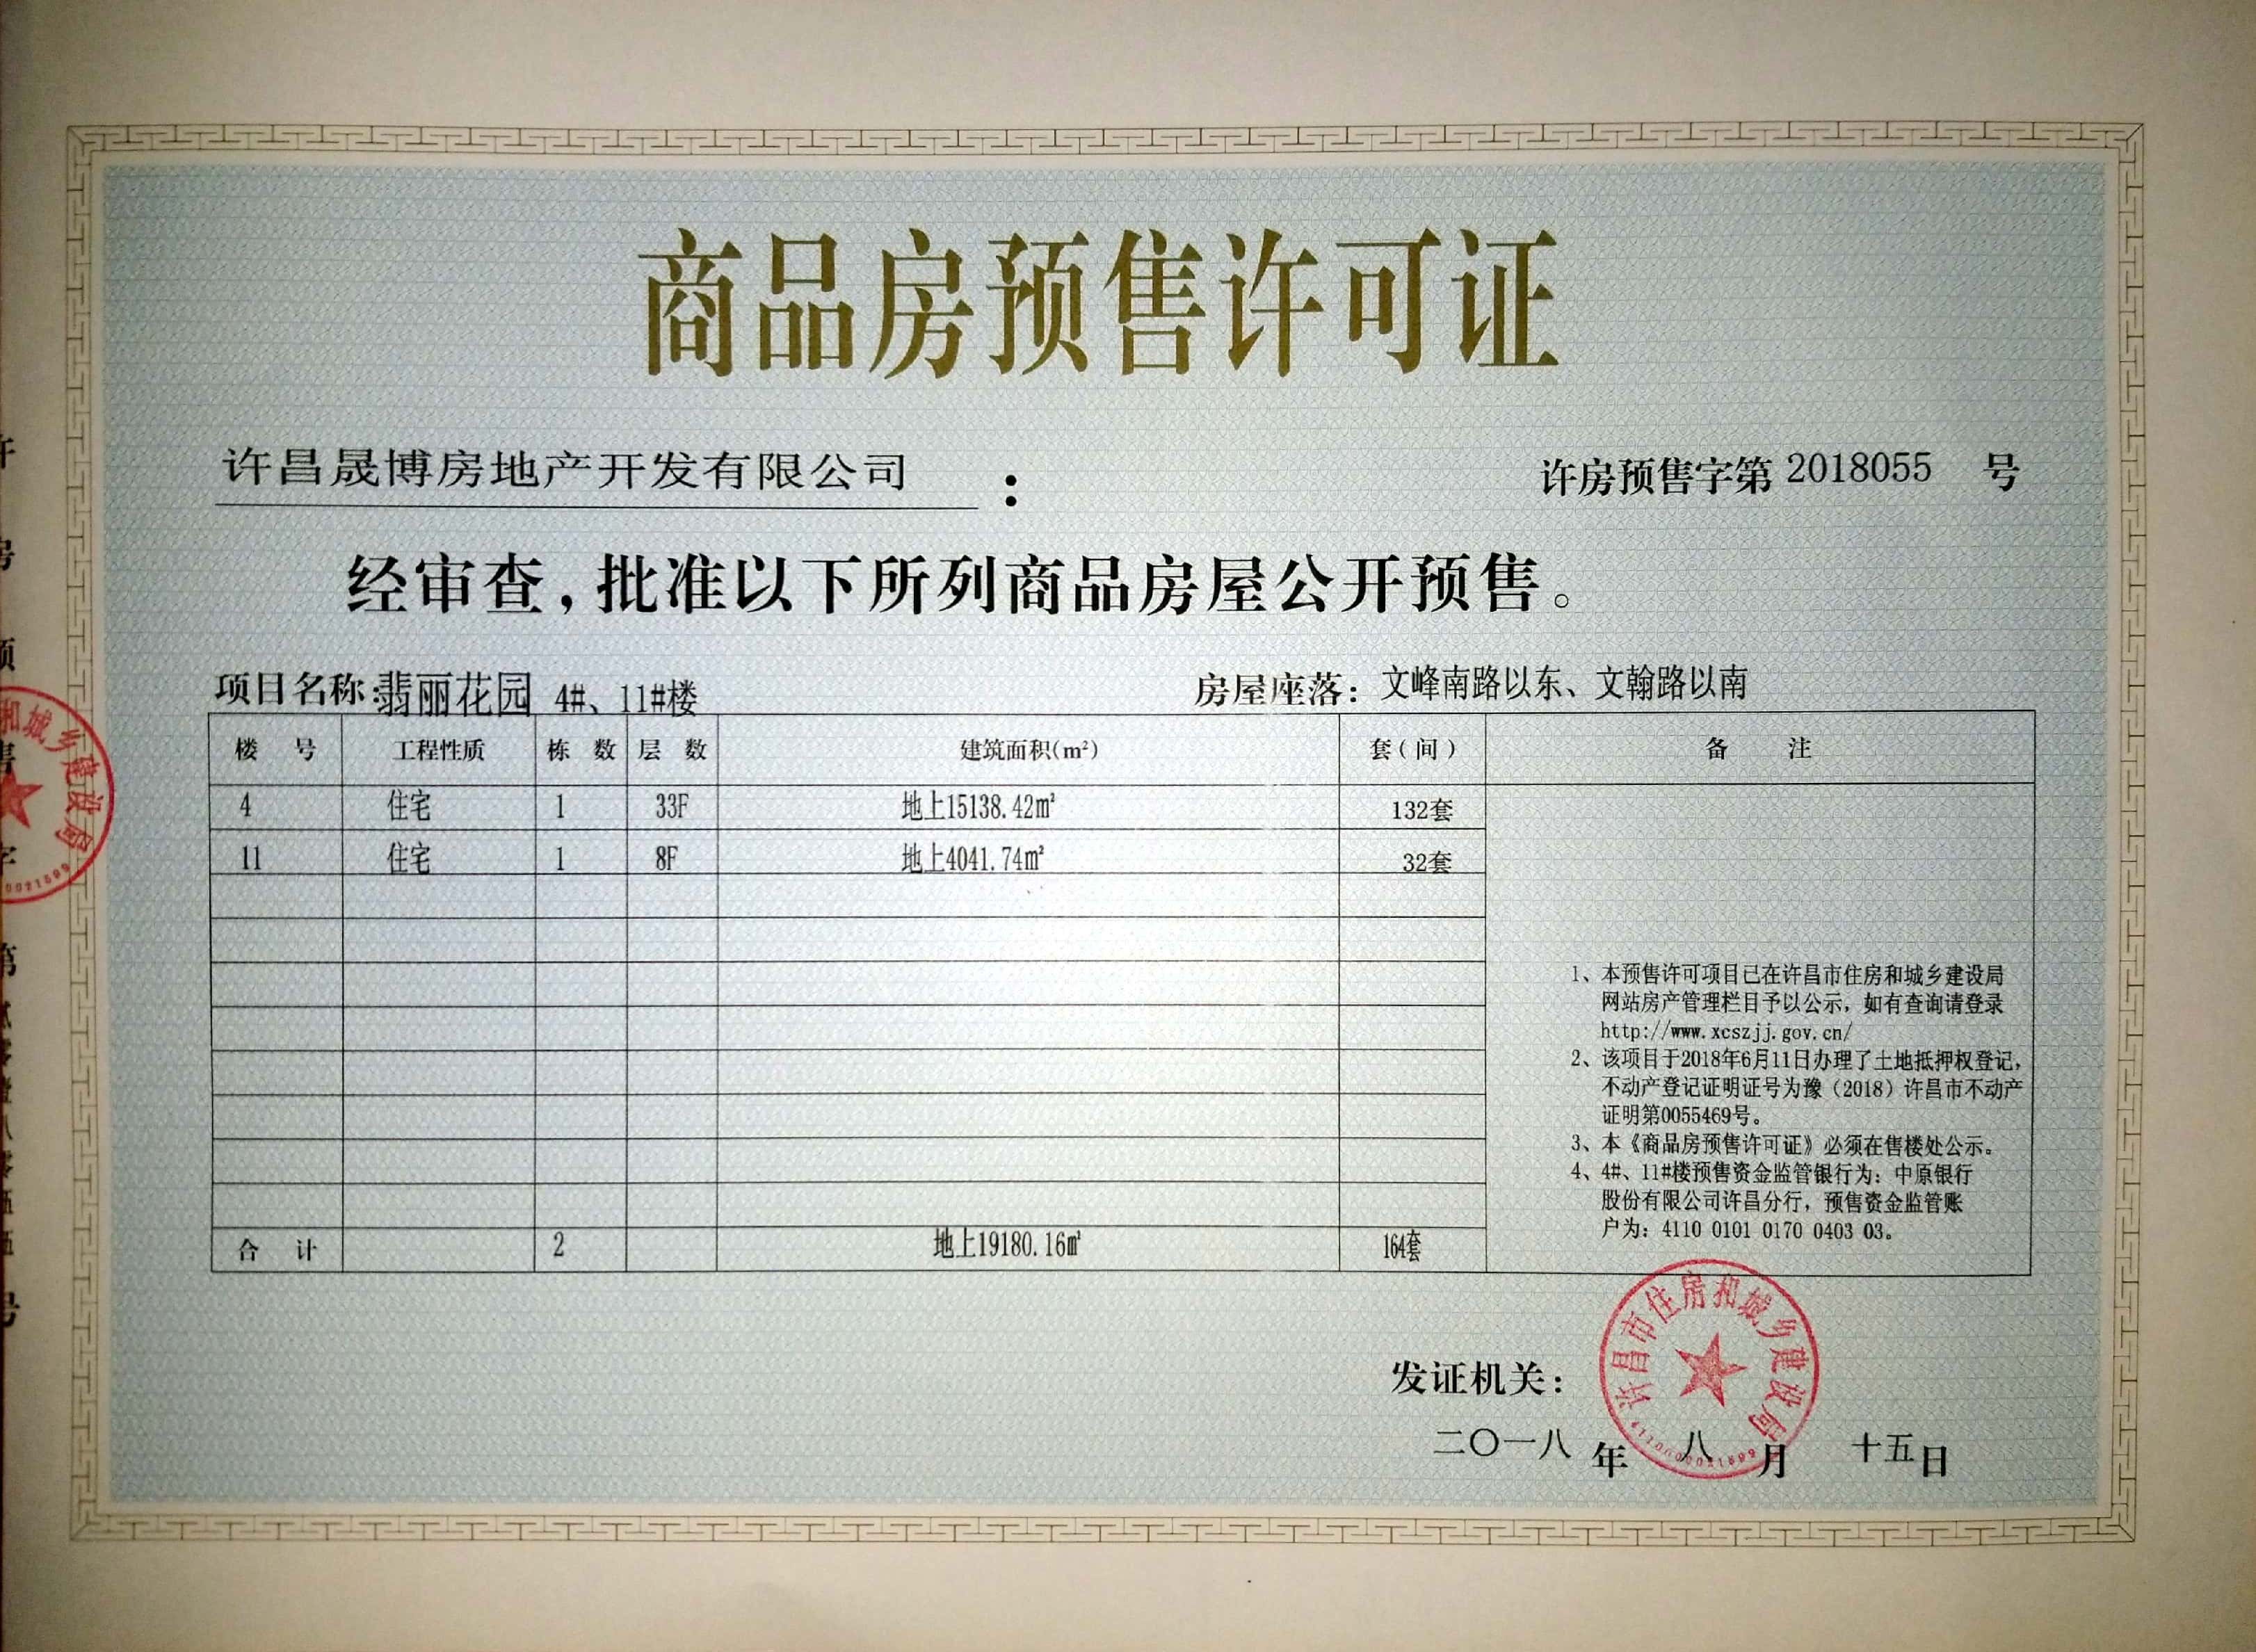 商品房预售许可证
许昌晟博房地产开发有限公司：
许房预售字第 2018055 号
经审查，批准以下所列商品房屋公开预售。
项目名称：翡丽花园 4#、11#楼
房屋座落：文峰南路以东、文翰路以南
楼 号 工程性质 栋 数 层 数 建筑面积(m²) 套(间) 备 注
4 住宅 1 33F 地上15138.42㎡ 132套
11 住宅 1 8F 地上4041.74㎡ 32套
合 计 2 地上19180.16㎡ 164套
1、本预售许可项目已在许昌市住房和城乡建设局
网站房产管理栏目予以公示，如有查询请登录
http://www.xcszjj.gov.cn/
2、该项目于2018年6月11日办理了土地抵押权登记，
不动产登记证明证号为豫（2018）许昌市不动产
证明第0055469号。
3、本《商品房预售许可证》必须在售楼处公示。
4、4#、11#楼预售资金监管银行为：中原银行
股份有限公司许昌分行，预售资金监管账
户为：4110 0101 0170 0403 03。
发证机关：
许昌市住房和城乡建设局
二〇一八 年 八 月 十五 日
和城乡建设局